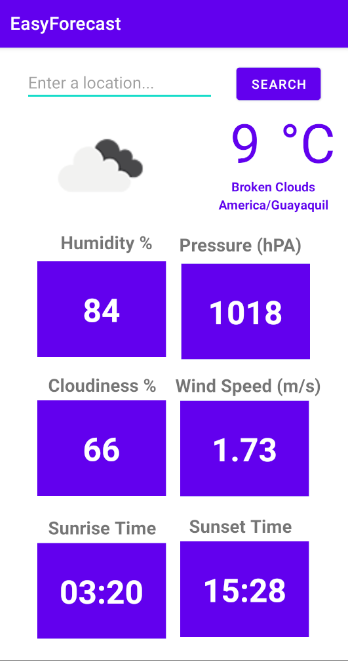 EasyForecast
Enter a location...
SEARCH
9 °C
Broken Clouds
America/Guayaquil
Humidity %
Pressure (hPA)
84
1018
Cloudiness %
Wind Speed (m/s)
66
1.73
Sunrise Time
Sunset Time
03:20
15:28